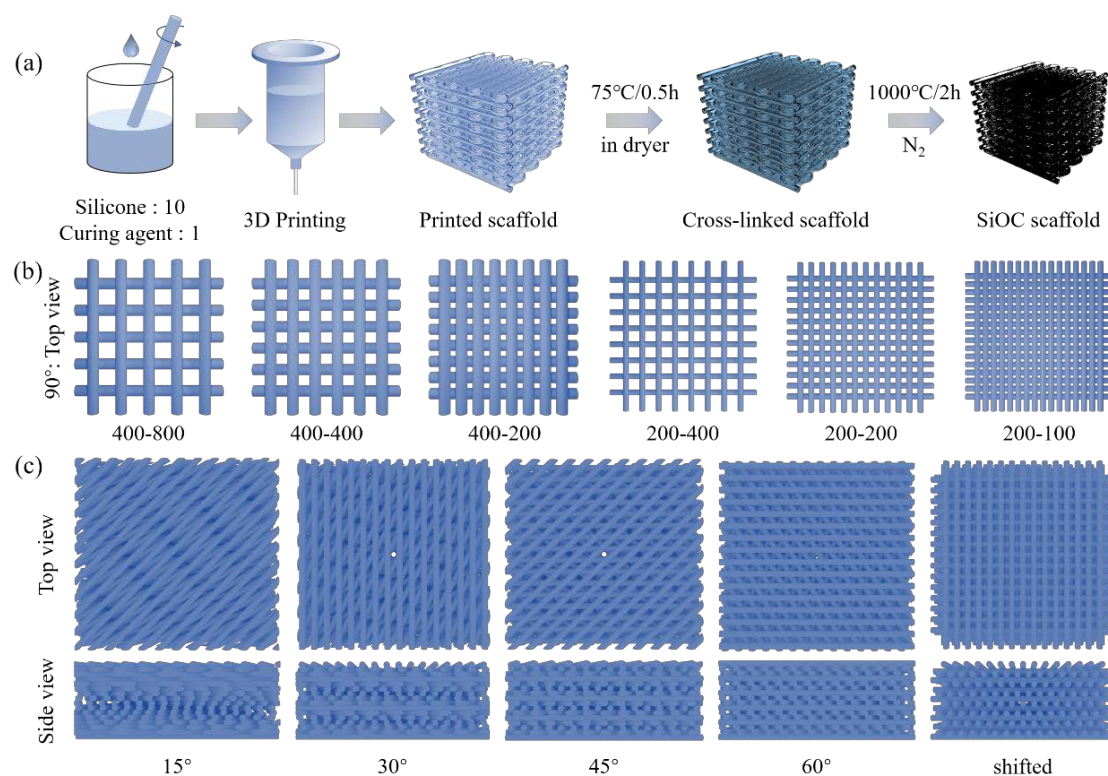 (a)
75℃/0.5h
in dryer
1000℃/2h
N2
Silicone : 10
Curing agent : 1
3D Printing
Printed scaffold
Cross-linked scaffold
SiOC scaffold
(b)
90°: Top view
400-800
400-400
400-200
200-400
200-200
200-100
(c)
Top view
Side view
15°
30°
45°
60°
shifted